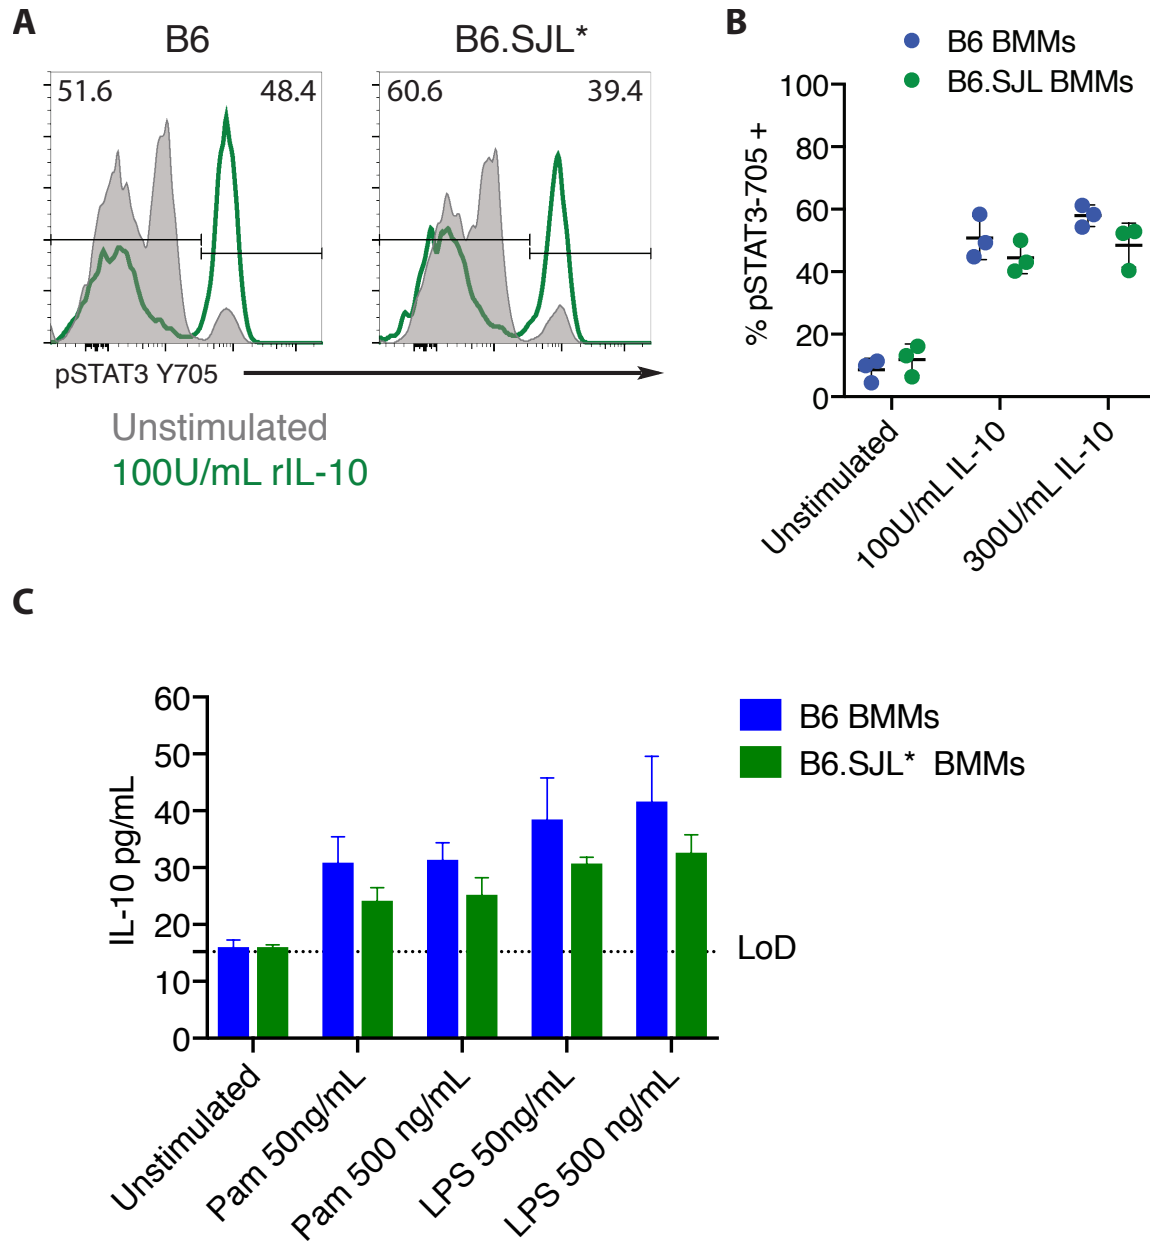 A
B6
B6.SJL*
51.6
48.4
60.6
39.4
pSTAT3 Y705
Unstimulated
100U/mL rIL-10
B
B6 BMMs
B6.SJL BMMs
% pSTAT3-705 +
100
80
60
40
20
0
Unstimulated
100U/mL IL-10
300U/mL IL-10
C
IL-10 pg/mL
60
50
40
30
20
10
0
B6 BMMs
B6.SJL* BMMs
LoD
Unstimulated
Pam 50ng/mL
Pam 500 ng/mL
LPS 50ng/mL
LPS 500 ng/mL